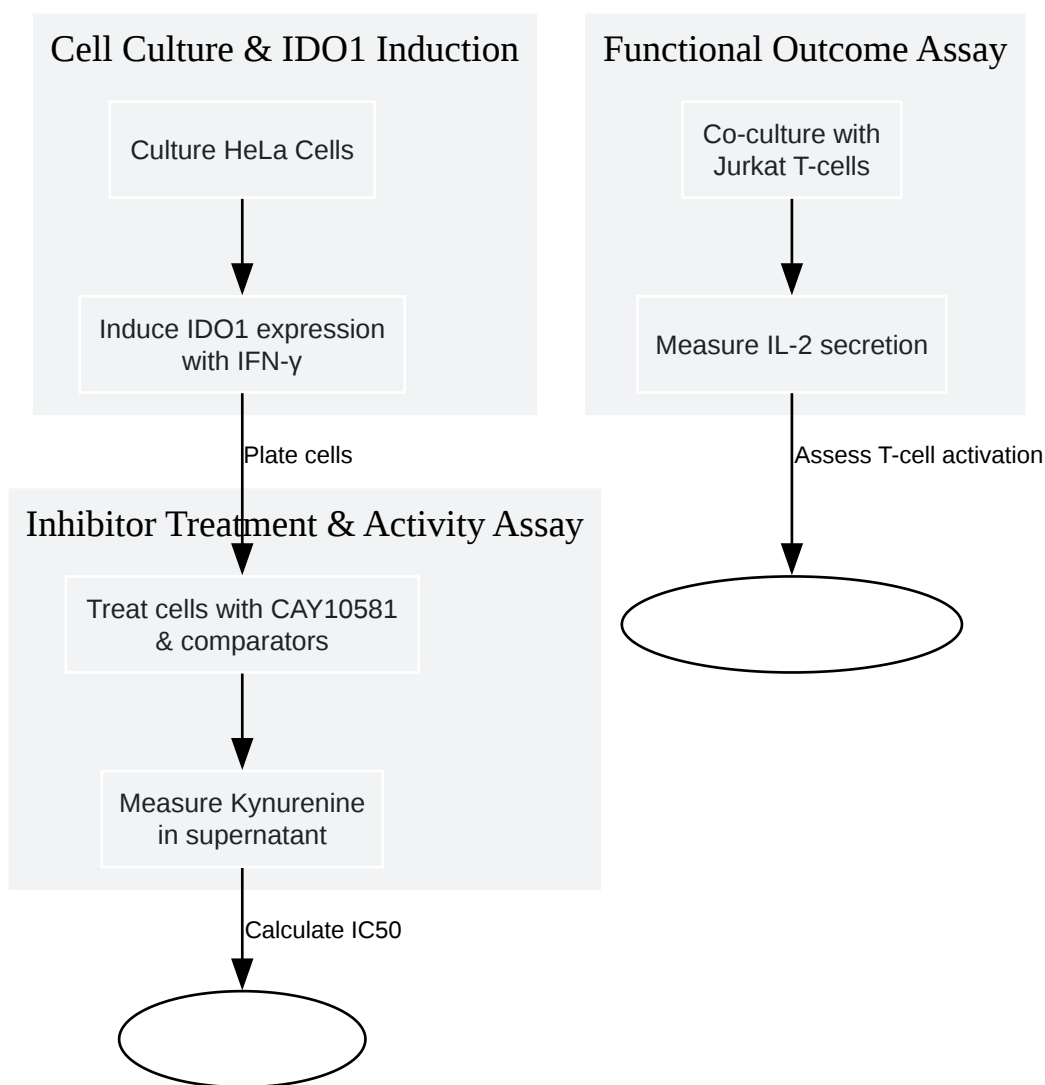 Cell Culture & IDO1 Induction
Culture HeLa Cells
Induce IDO1 expression
with IFN-γ
Plate cells
Inhibitor Treatment & Activity Assay
Treat cells with CAY10581
& comparators
Measure Kynurenine
in supernatant
Calculate IC50
Functional Outcome Assay
Co-culture with
Jurkat T-cells
Measure IL-2 secretion
Assess T-cell activation